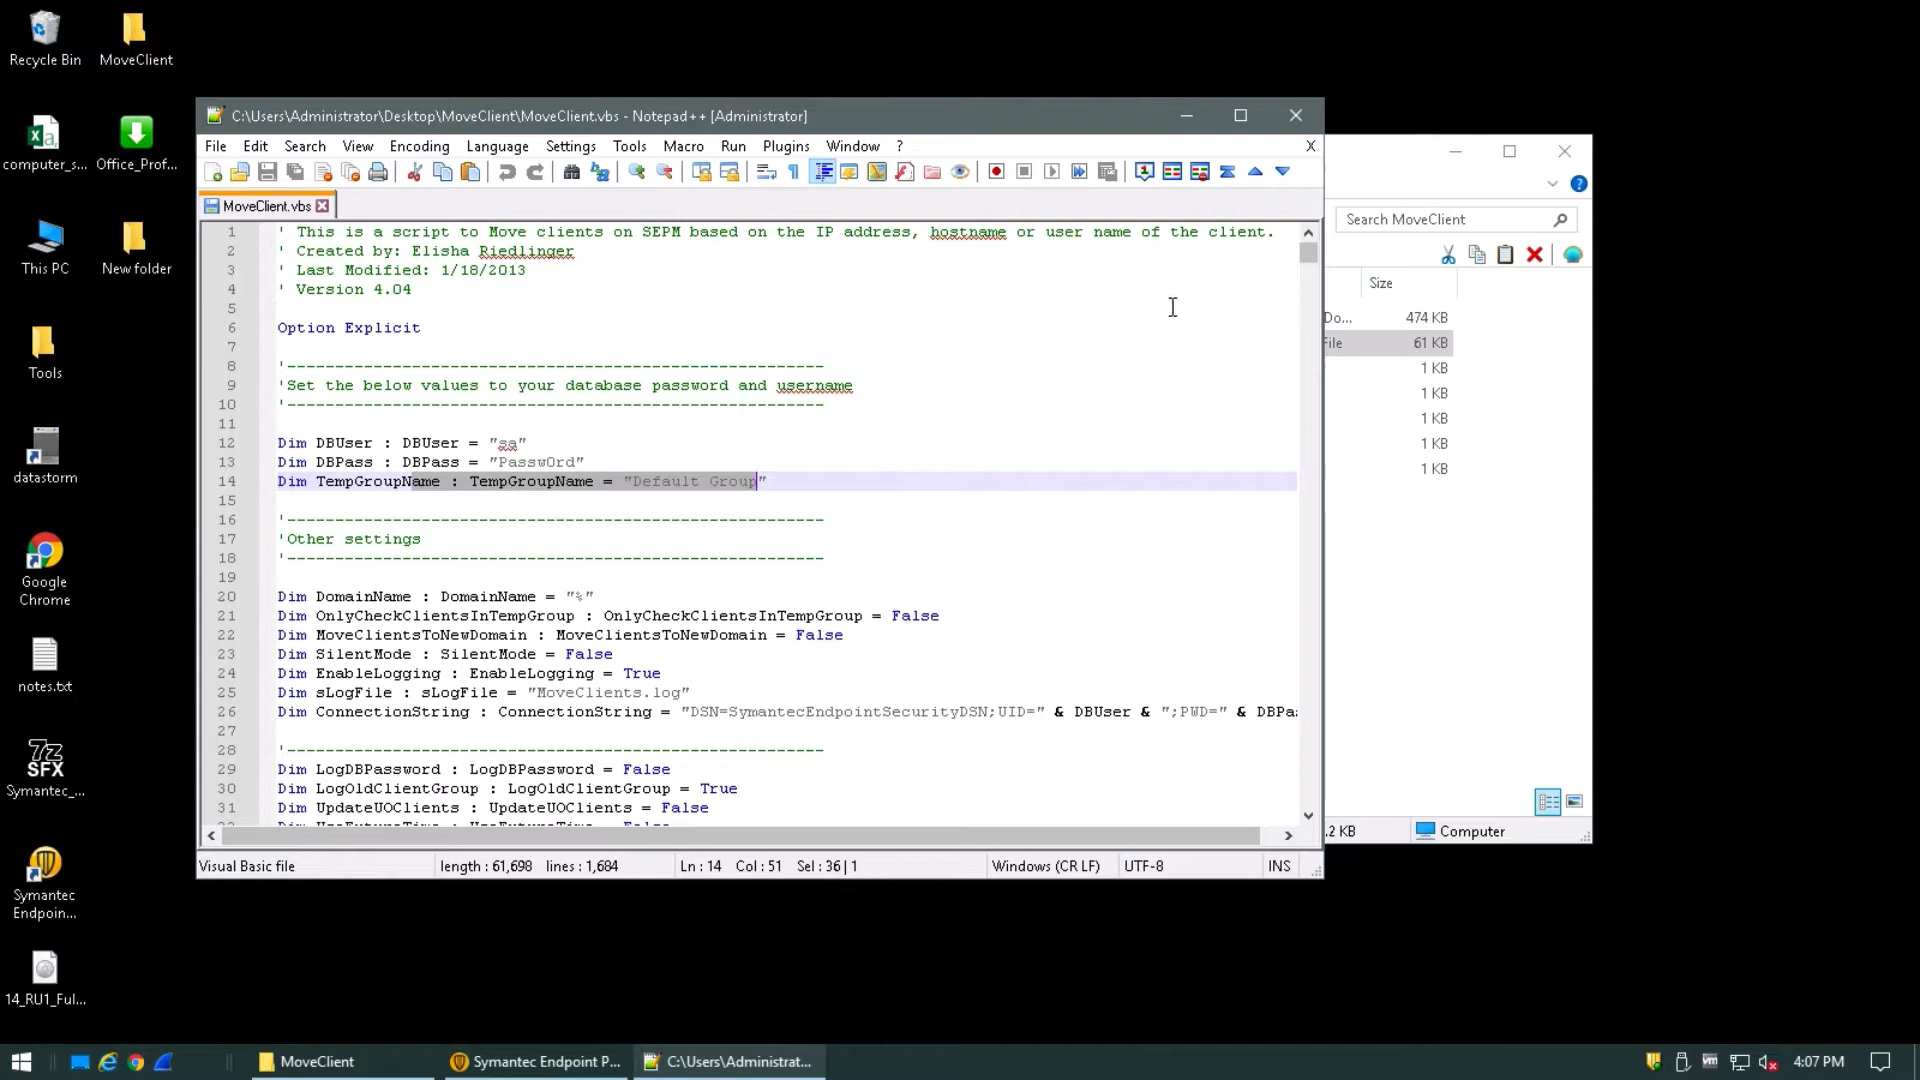 Recycle Bin
MoveClient
computer_s...
Office_Prof...
This PC
New folder
Tools
datastorm
Google
Chrome
notes.txt
7z
SFX
Symantec_...
Symantec
Endpoin...
14_RU1_Ful...
C:\Users\Administrator\Desktop\MoveClient\MoveClient.vbs - Notepad++ [Administrator]
File Edit Search View Encoding Language Settings Tools Macro Run Plugins Window ? X
MoveClient.vbs
1 ' This is a script to Move clients on SEPM based on the IP address, hostname or user name of the client.
2 ' Created by: Elisha Riedlinger
3 ' Last Modified: 1/18/2013
4 ' Version 4.04
5
6 Option Explicit
7
8 '--------------------------------------------------------
9 'Set the below values to your database password and username
10 '--------------------------------------------------------
11
12 Dim DBUser : DBUser = "sa"
13 Dim DBPass : DBPass = "Passw0rd"
14 Dim TempGroupName : TempGroupName = "Default Group"
15
16 '--------------------------------------------------------
17 'Other settings
18 '--------------------------------------------------------
19
20 Dim DomainName : DomainName = "%"
21 Dim OnlyCheckClientsInTempGroup : OnlyCheckClientsInTempGroup = False
22 Dim MoveClientsToNewDomain : MoveClientsToNewDomain = False
23 Dim SilentMode : SilentMode = False
24 Dim EnableLogging : EnableLogging = True
25 Dim sLogFile : sLogFile = "MoveClients.log"
26 Dim ConnectionString : ConnectionString = "DSN=SymantecEndpointSecurityDSN;UID=" & DBUser & ";PWD=" & DBPa
27
28 '--------------------------------------------------------
29 Dim LogDBPassword : LogDBPassword = False
30 Dim LogOldClientGroup : LogOldClientGroup = True
31 Dim UpdateUOClients : UpdateUOClients = False
Visual Basic file length : 61,698 lines : 1,684 Ln : 14 Col : 51 Sel : 36 | 1 Windows (CR LF) UTF-8 INS
Search MoveClient
Size
Do... 474 KB
File 61 KB
1 KB
1 KB
1 KB
1 KB
1 KB
.2 KB Computer
MoveClient
Symantec Endpoint P...
C:\Users\Administrat...
4:07 PM